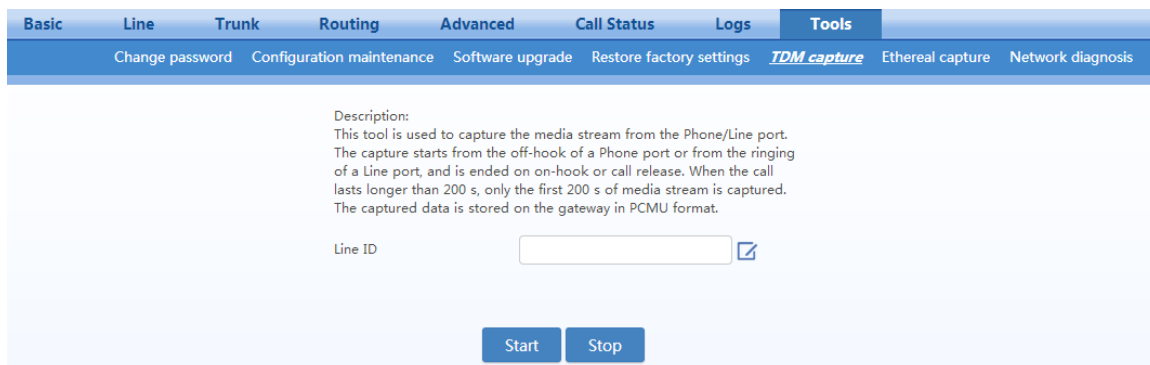 Basic Line Trunk Routing Advanced Call Status Logs Tools
Change password Configuration maintenance Software upgrade Restore factory settings TDM capture Ethereal capture Network diagnosis
Description:
This tool is used to capture the media stream from the Phone/Line port.
The capture starts from the off-hook of a Phone port or from the ringing
of a Line port, and is ended on on-hook or call release. When the call
lasts longer than 200 s, only the first 200 s of media stream is captured.
The captured data is stored on the gateway in PCMU format.
Line ID
Start Stop